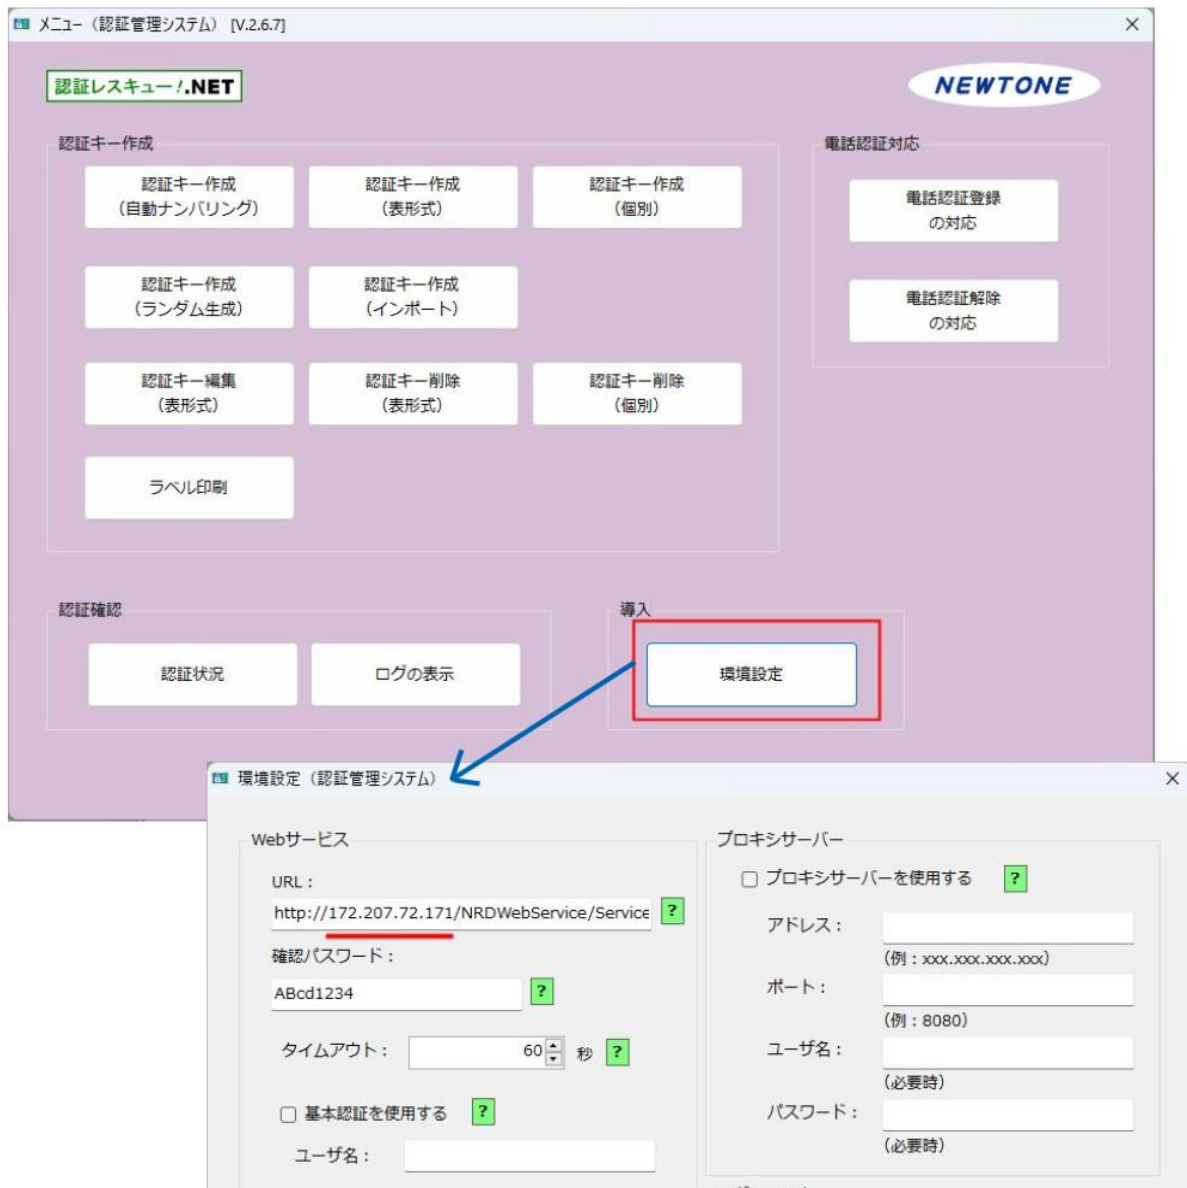 メニュー（認証管理システム） [V.2.6.7]
認証レスキュー!.NET
NEWTONE
認証キー作成
認証キー作成
（自動ナンバリング）
認証キー作成
（表形式）
認証キー作成
（個別）
認証キー作成
（ランダム生成）
認証キー作成
（インポート）
認証キー編集
（表形式）
認証キー削除
（表形式）
認証キー削除
（個別）
ラベル印刷
電話認証対応
電話認証登録
の対応
電話認証解除
の対応
認証確認
認証状況
ログの表示
導入
環境設定
環境設定（認証管理システム）
Webサービス
URL：
http://172.207.72.171/NRDWebService/Service
?
確認パスワード：
ABcd1234
?
タイムアウト：
60
秒
?
基本認証を使用する
?
ユーザ名：
プロキシサーバー
プロキシサーバーを使用する
?
アドレス：
（例：xxx.xxx.xxx.xxx）
ポート：
（例：8080）
ユーザ名：
（必要時）
パスワード：
（必要時）